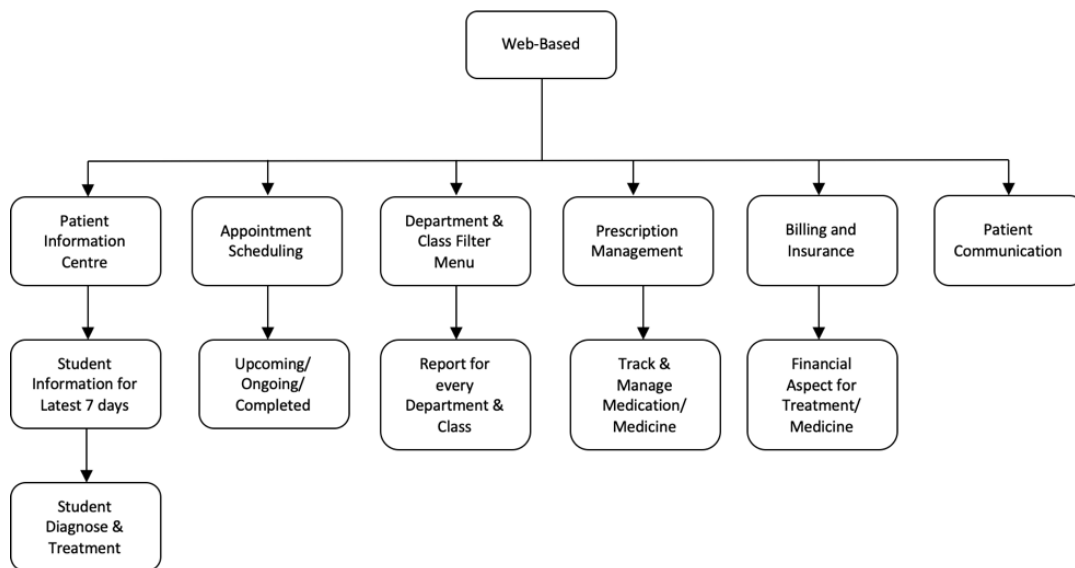 Web-Based
Patient
Information
Centre
Appointment
Scheduling
Department &
Class Filter
Menu
Prescription
Management
Billing and
Insurance
Patient
Communication
Student
Information for
Latest 7 days
Upcoming/
Ongoing/
Completed
Report for
every
Department &
Class
Track &
Manage
Medication/
Medicine
Financial
Aspect for
Treatment/
Medicine
Student
Diagnose &
Treatment